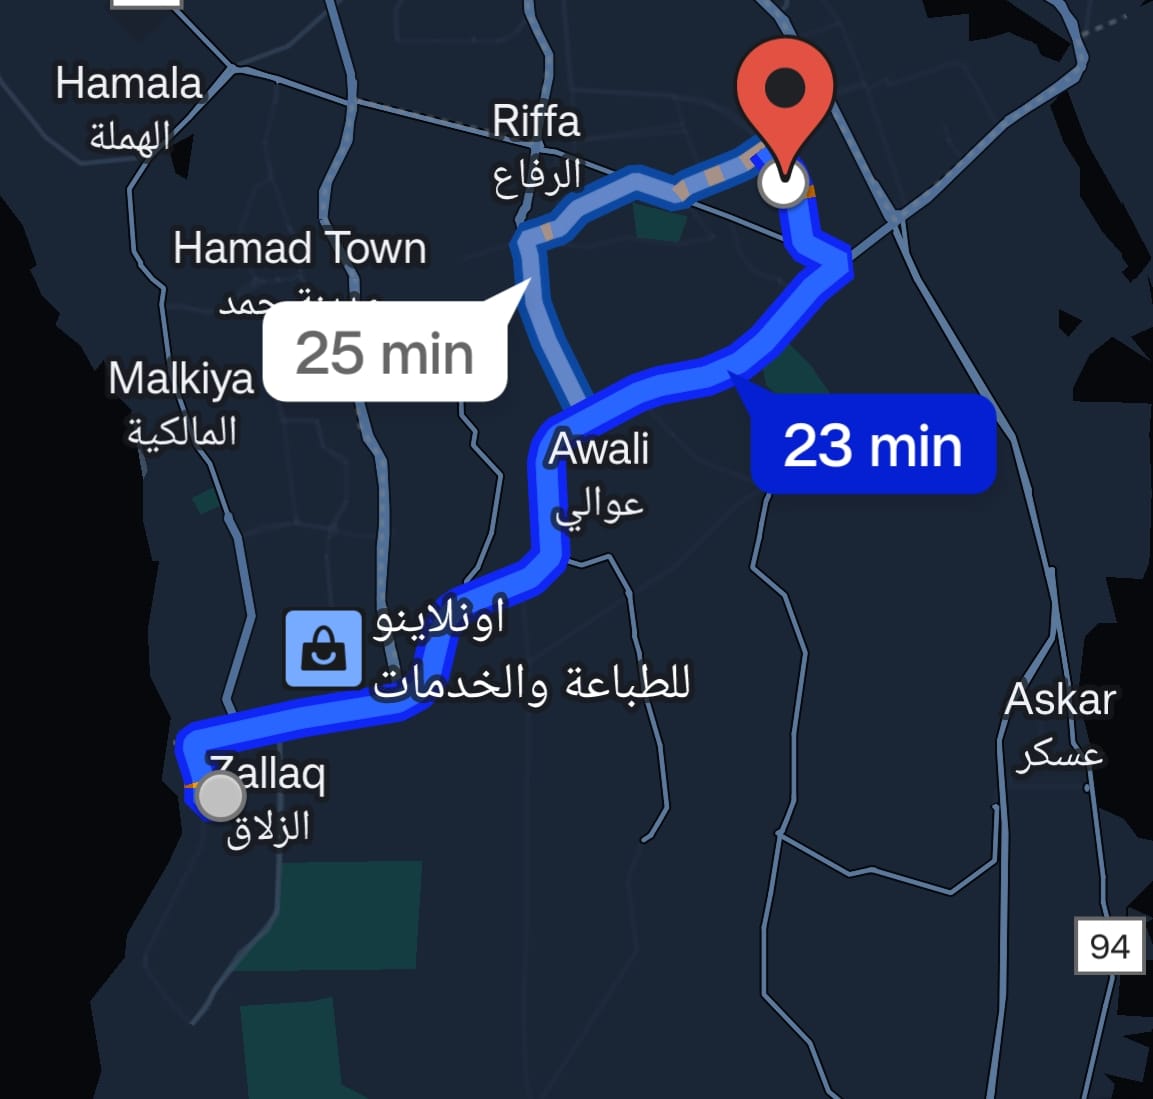 Hamala
الهملة
Riffa
الرفاع
Hamad Town
25 min
Malkiya
المالكية
23 min
Awali
عوالي
اونلاينو
للطباعة والخدمات
Askar
عسكر
Zallaq
الزلاق
94